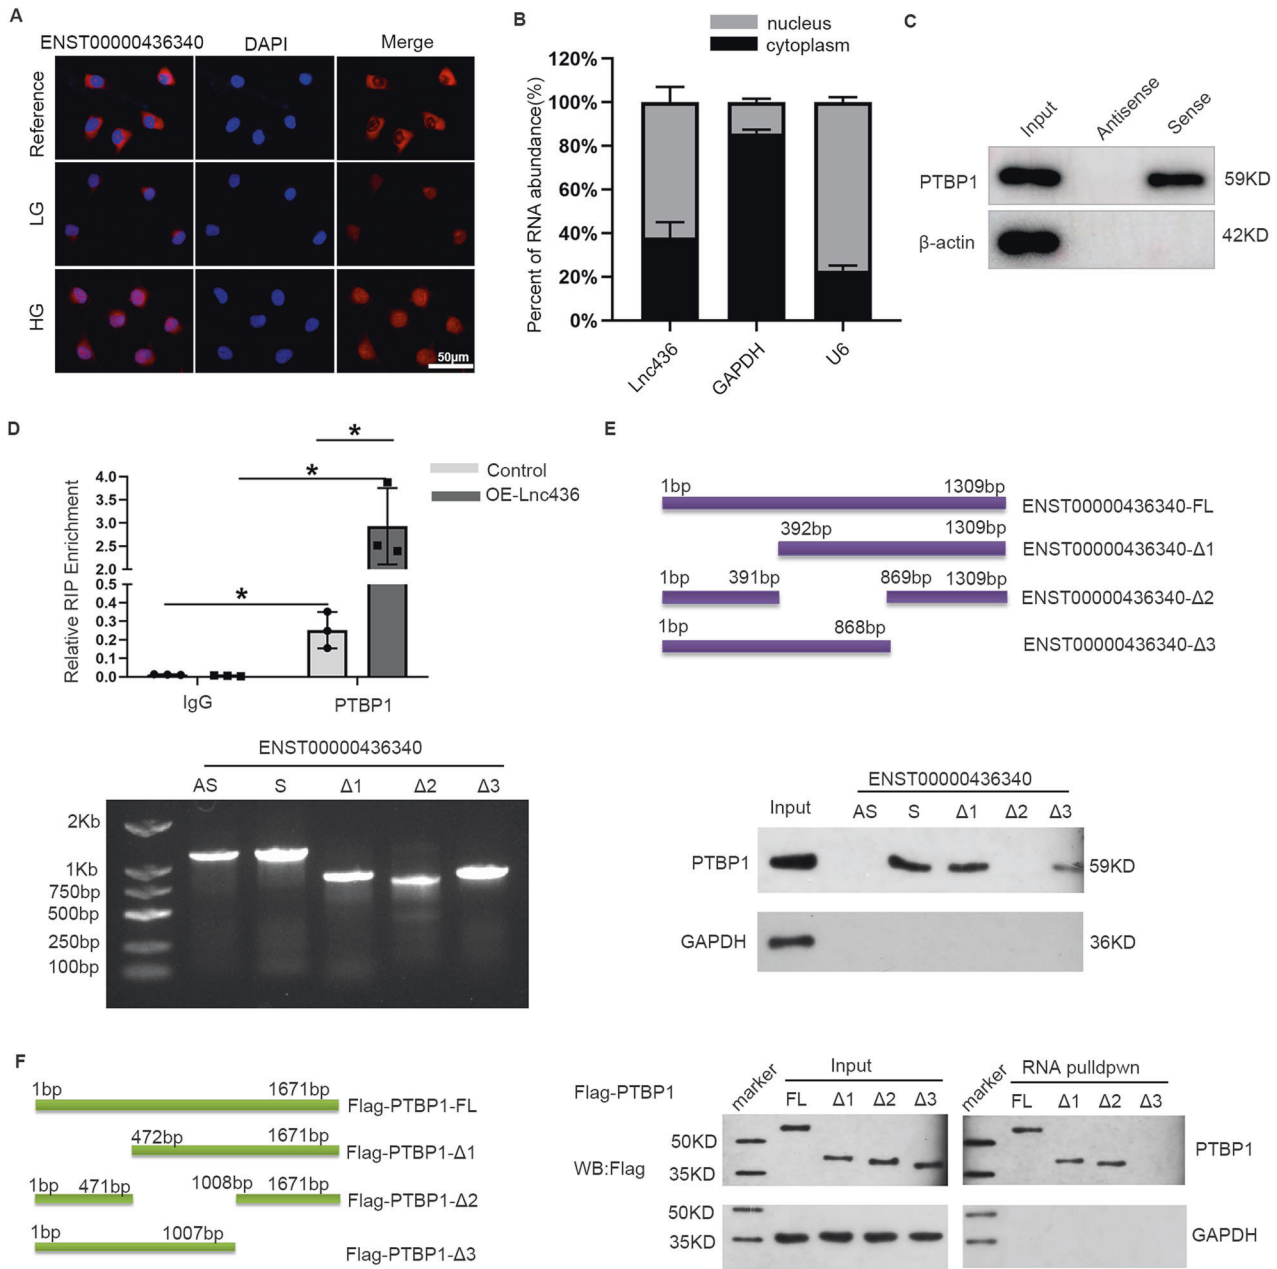 A
ENST00000436340 DAPI Merge
Reference
LG
HG
50μm
B
nucleus
cytoplasm
Percent of RNA abundance(%)
120%
100%
80%
60%
40%
20%
0%
Lnc436 GAPDH U6
C
Input Antisense Sense
PTBP1 59KD
β-actin 42KD
D
Control
OE-Lnc436
Relative RIP Enrichment
4.0
3.5
3.0
2.5
2.0
0.5
0.4
0.3
0.2
0.1
0.0
* * *
IgG PTBP1
E
1bp 1309bp
ENST00000436340-FL
392bp 1309bp
ENST00000436340-Δ1
1bp 391bp 869bp 1309bp
ENST00000436340-Δ2
1bp 868bp
ENST00000436340-Δ3
ENST00000436340
AS S Δ1 Δ2 Δ3
2Kb
1Kb
750bp
500bp
250bp
100bp
ENST00000436340
Input AS S Δ1 Δ2 Δ3
PTBP1 59KD
GAPDH 36KD
F
1bp 1671bp
Flag-PTBP1-FL
472bp 1671bp
Flag-PTBP1-Δ1
1bp 471bp 1008bp 1671bp
Flag-PTBP1-Δ2
1bp 1007bp
Flag-PTBP1-Δ3
Flag-PTBP1
WB:Flag
Input
marker FL Δ1 Δ2 Δ3
50KD
35KD
50KD
35KD
RNA pulldpwn
marker FL Δ1 Δ2 Δ3
PTBP1
GAPDH